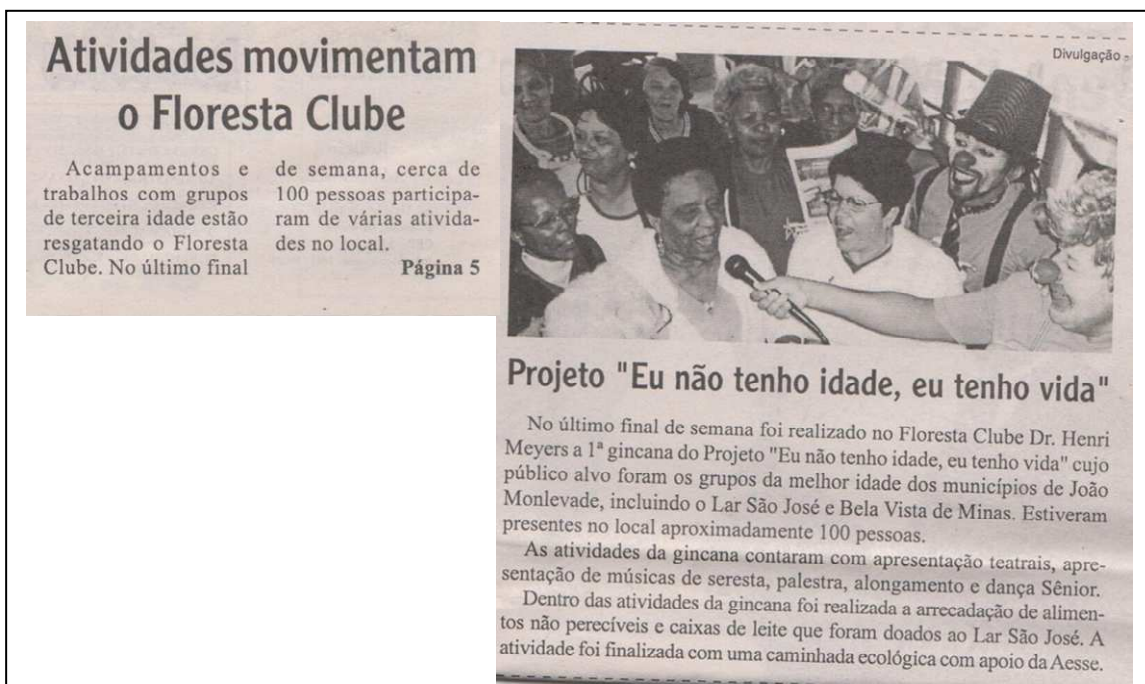 Atividades movimentam
o Floresta Clube
Acampamentos e
trabalhos com grupos
de terceira idade estão
resgatando o Floresta
Clube. No último final
de semana, cerca de
100 pessoas participa-
ram de várias ativida-
des no local.
Página 5
Divulgação -
Projeto "Eu não tenho idade, eu tenho vida"
No último final de semana foi realizado no Floresta Clube Dr. Henri
Meyers a 1ª gincana do Projeto "Eu não tenho idade, eu tenho vida" cujo
público alvo foram os grupos da melhor idade dos municípios de João
Monlevade, incluindo o Lar São José e Bela Vista de Minas. Estiveram
presentes no local aproximadamente 100 pessoas.
As atividades da gincana contaram com apresentação teatrais, apre-
sentação de músicas de seresta, palestra, alongamento e dança Sênior.
Dentro das atividades da gincana foi realizada a arrecadação de alimen-
tos não perecíveis e caixas de leite que foram doados ao Lar São José. A
atividade foi finalizada com uma caminhada ecológica com apoio da Aesse.